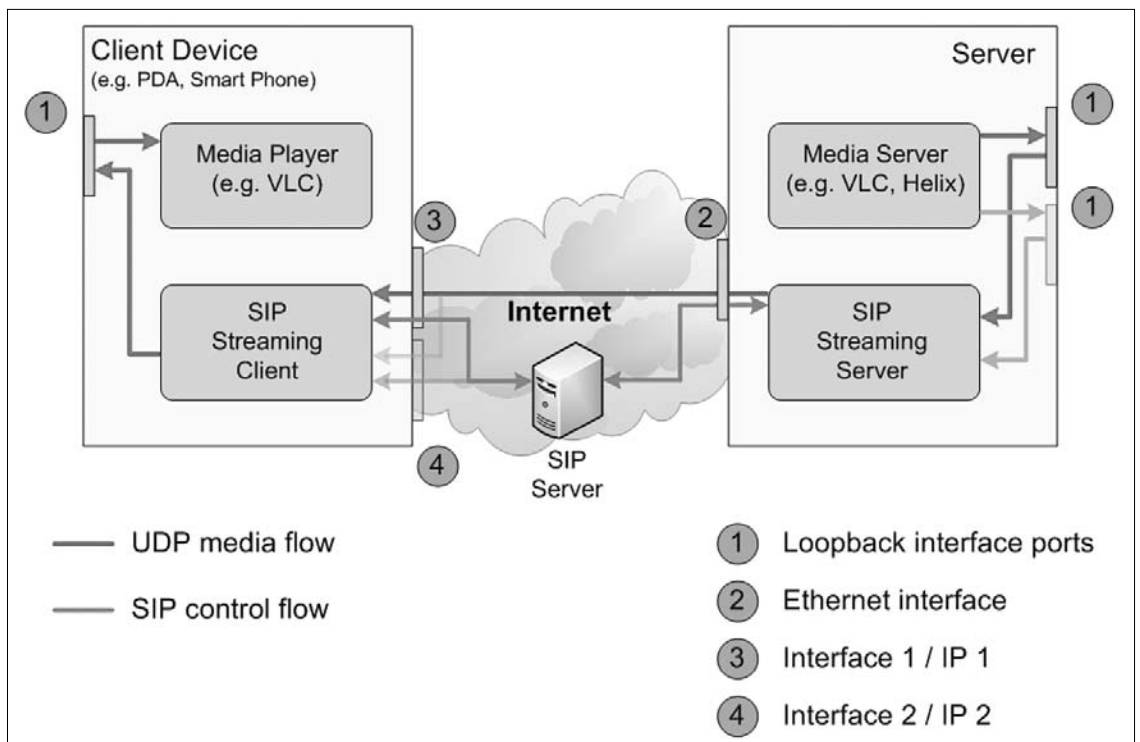 Client Device
(e.g. PDA, Smart Phone)
Server
1
1
Media Player
(e.g. VLC)
Media Server
(e.g. VLC, Helix)
1
3
2
Internet
SIP
Streaming
Client
SIP
Streaming
Server
4
SIP
Server
UDP media flow
SIP control flow
1 Loopback interface ports
2 Ethernet interface
3 Interface 1 / IP 1
4 Interface 2 / IP 2